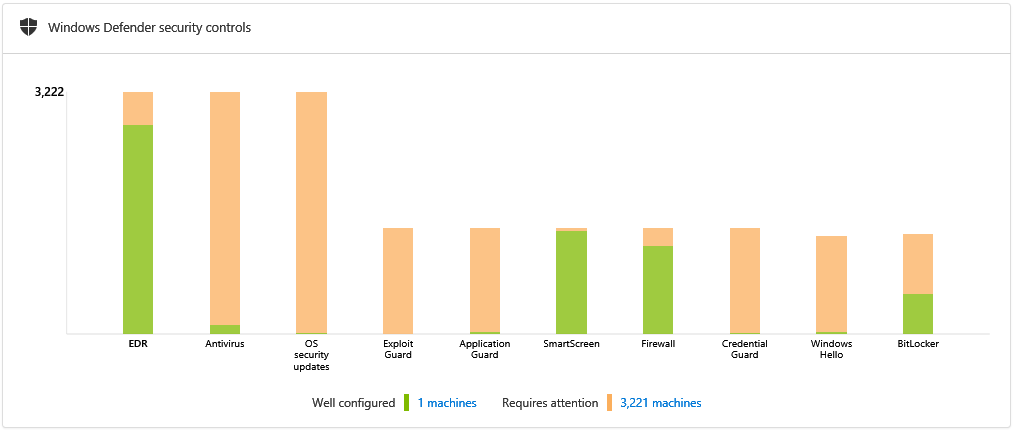 Windows Defender security controls
3,222
EDR
Antivirus
OS
security
updates
Exploit
Guard
Application
Guard
SmartScreen
Firewall
Credential
Guard
Windows
Hello
BitLocker
Well configured 1 machines Requires attention 3,221 machines